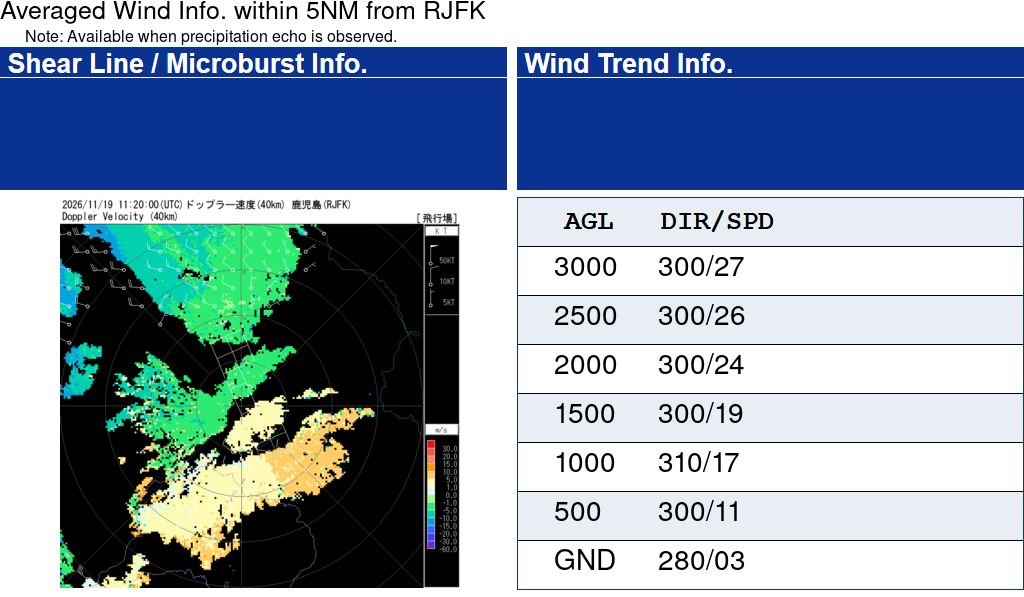 Averaged Wind Info. within 5NM from RJFK
Note: Available when precipitation echo is observed.
Shear Line / Microburst Info.
Wind Trend Info.
2026/11/19 11:20:00(UTC) ドップラー速度(40km) 鹿児島(RJFK)
Doppler Velocity (40km)
[飛行場]
KT
50KT
10KT
5KT
m/s
30.0
20.0
15.0
10.0
5.0
1.0
0.0
-1.0
-5.0
-10.0
-15.0
-20.0
-30.0
-60.0
AGL DIR/SPD
3000 300/27
2500 300/26
2000 300/24
1500 300/19
1000 310/17
500 300/11
GND 280/03